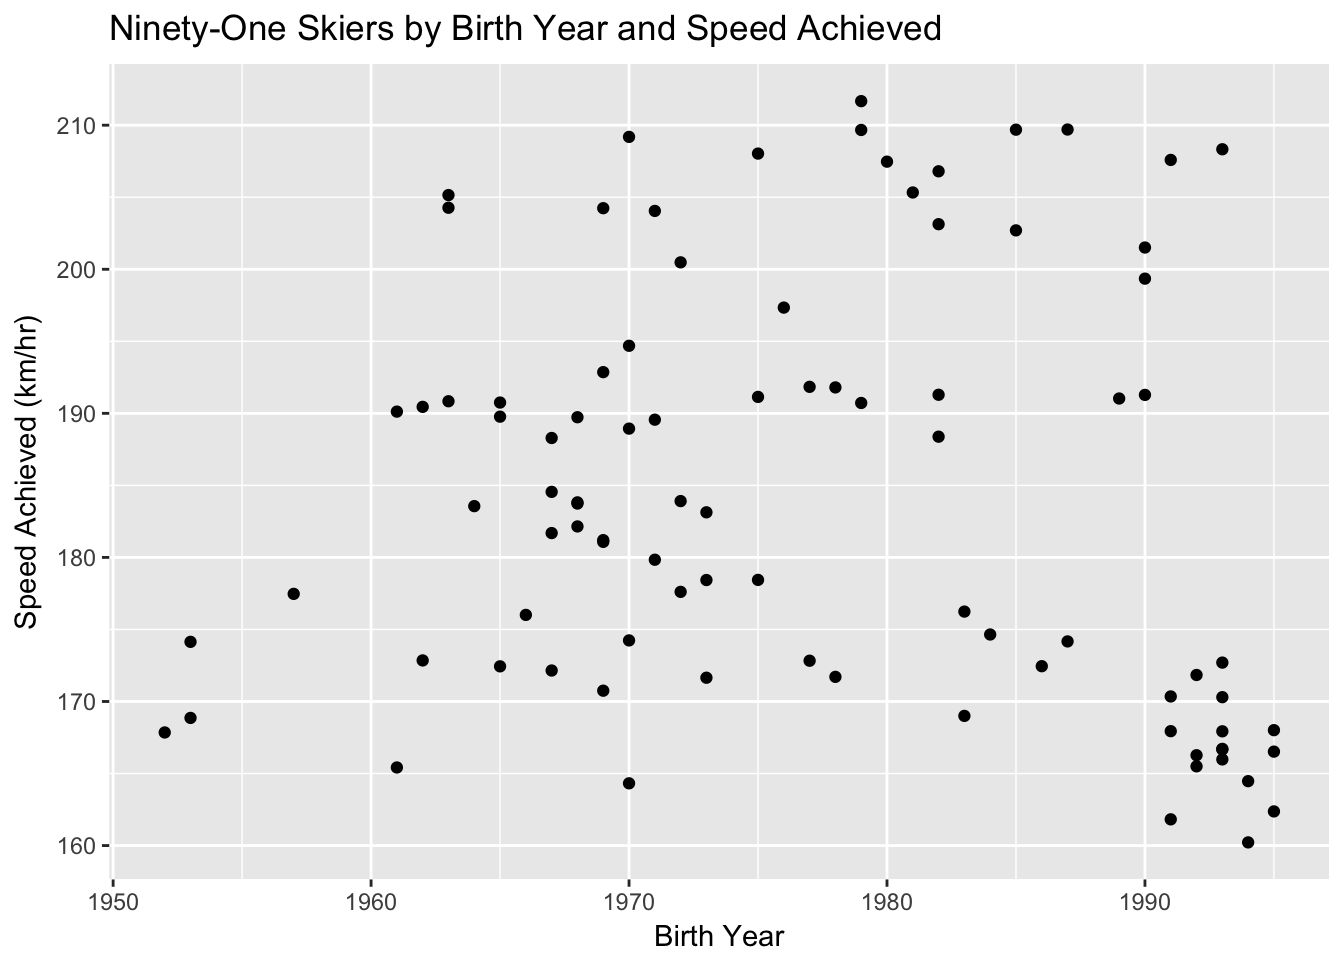 Ninety-One Skiers by Birth Year and Speed Achieved
Speed Achieved (km/hr)
210
200
190
180
170
160
1950 1960 1970 1980 1990
Birth Year